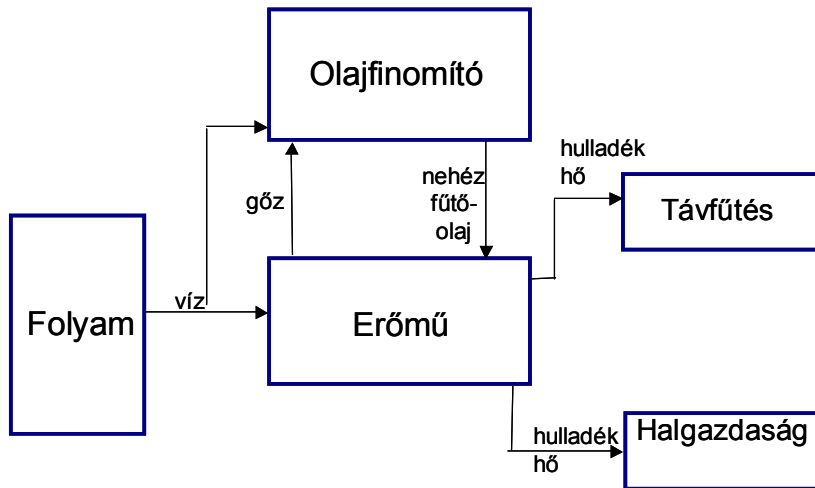 Olajfinomító
hulladék
hő
nehéz
fűtő-
olaj
gőz
Távfűtés
víz
Folyam
Erőmű
Halgazdaság
hulladék
hő